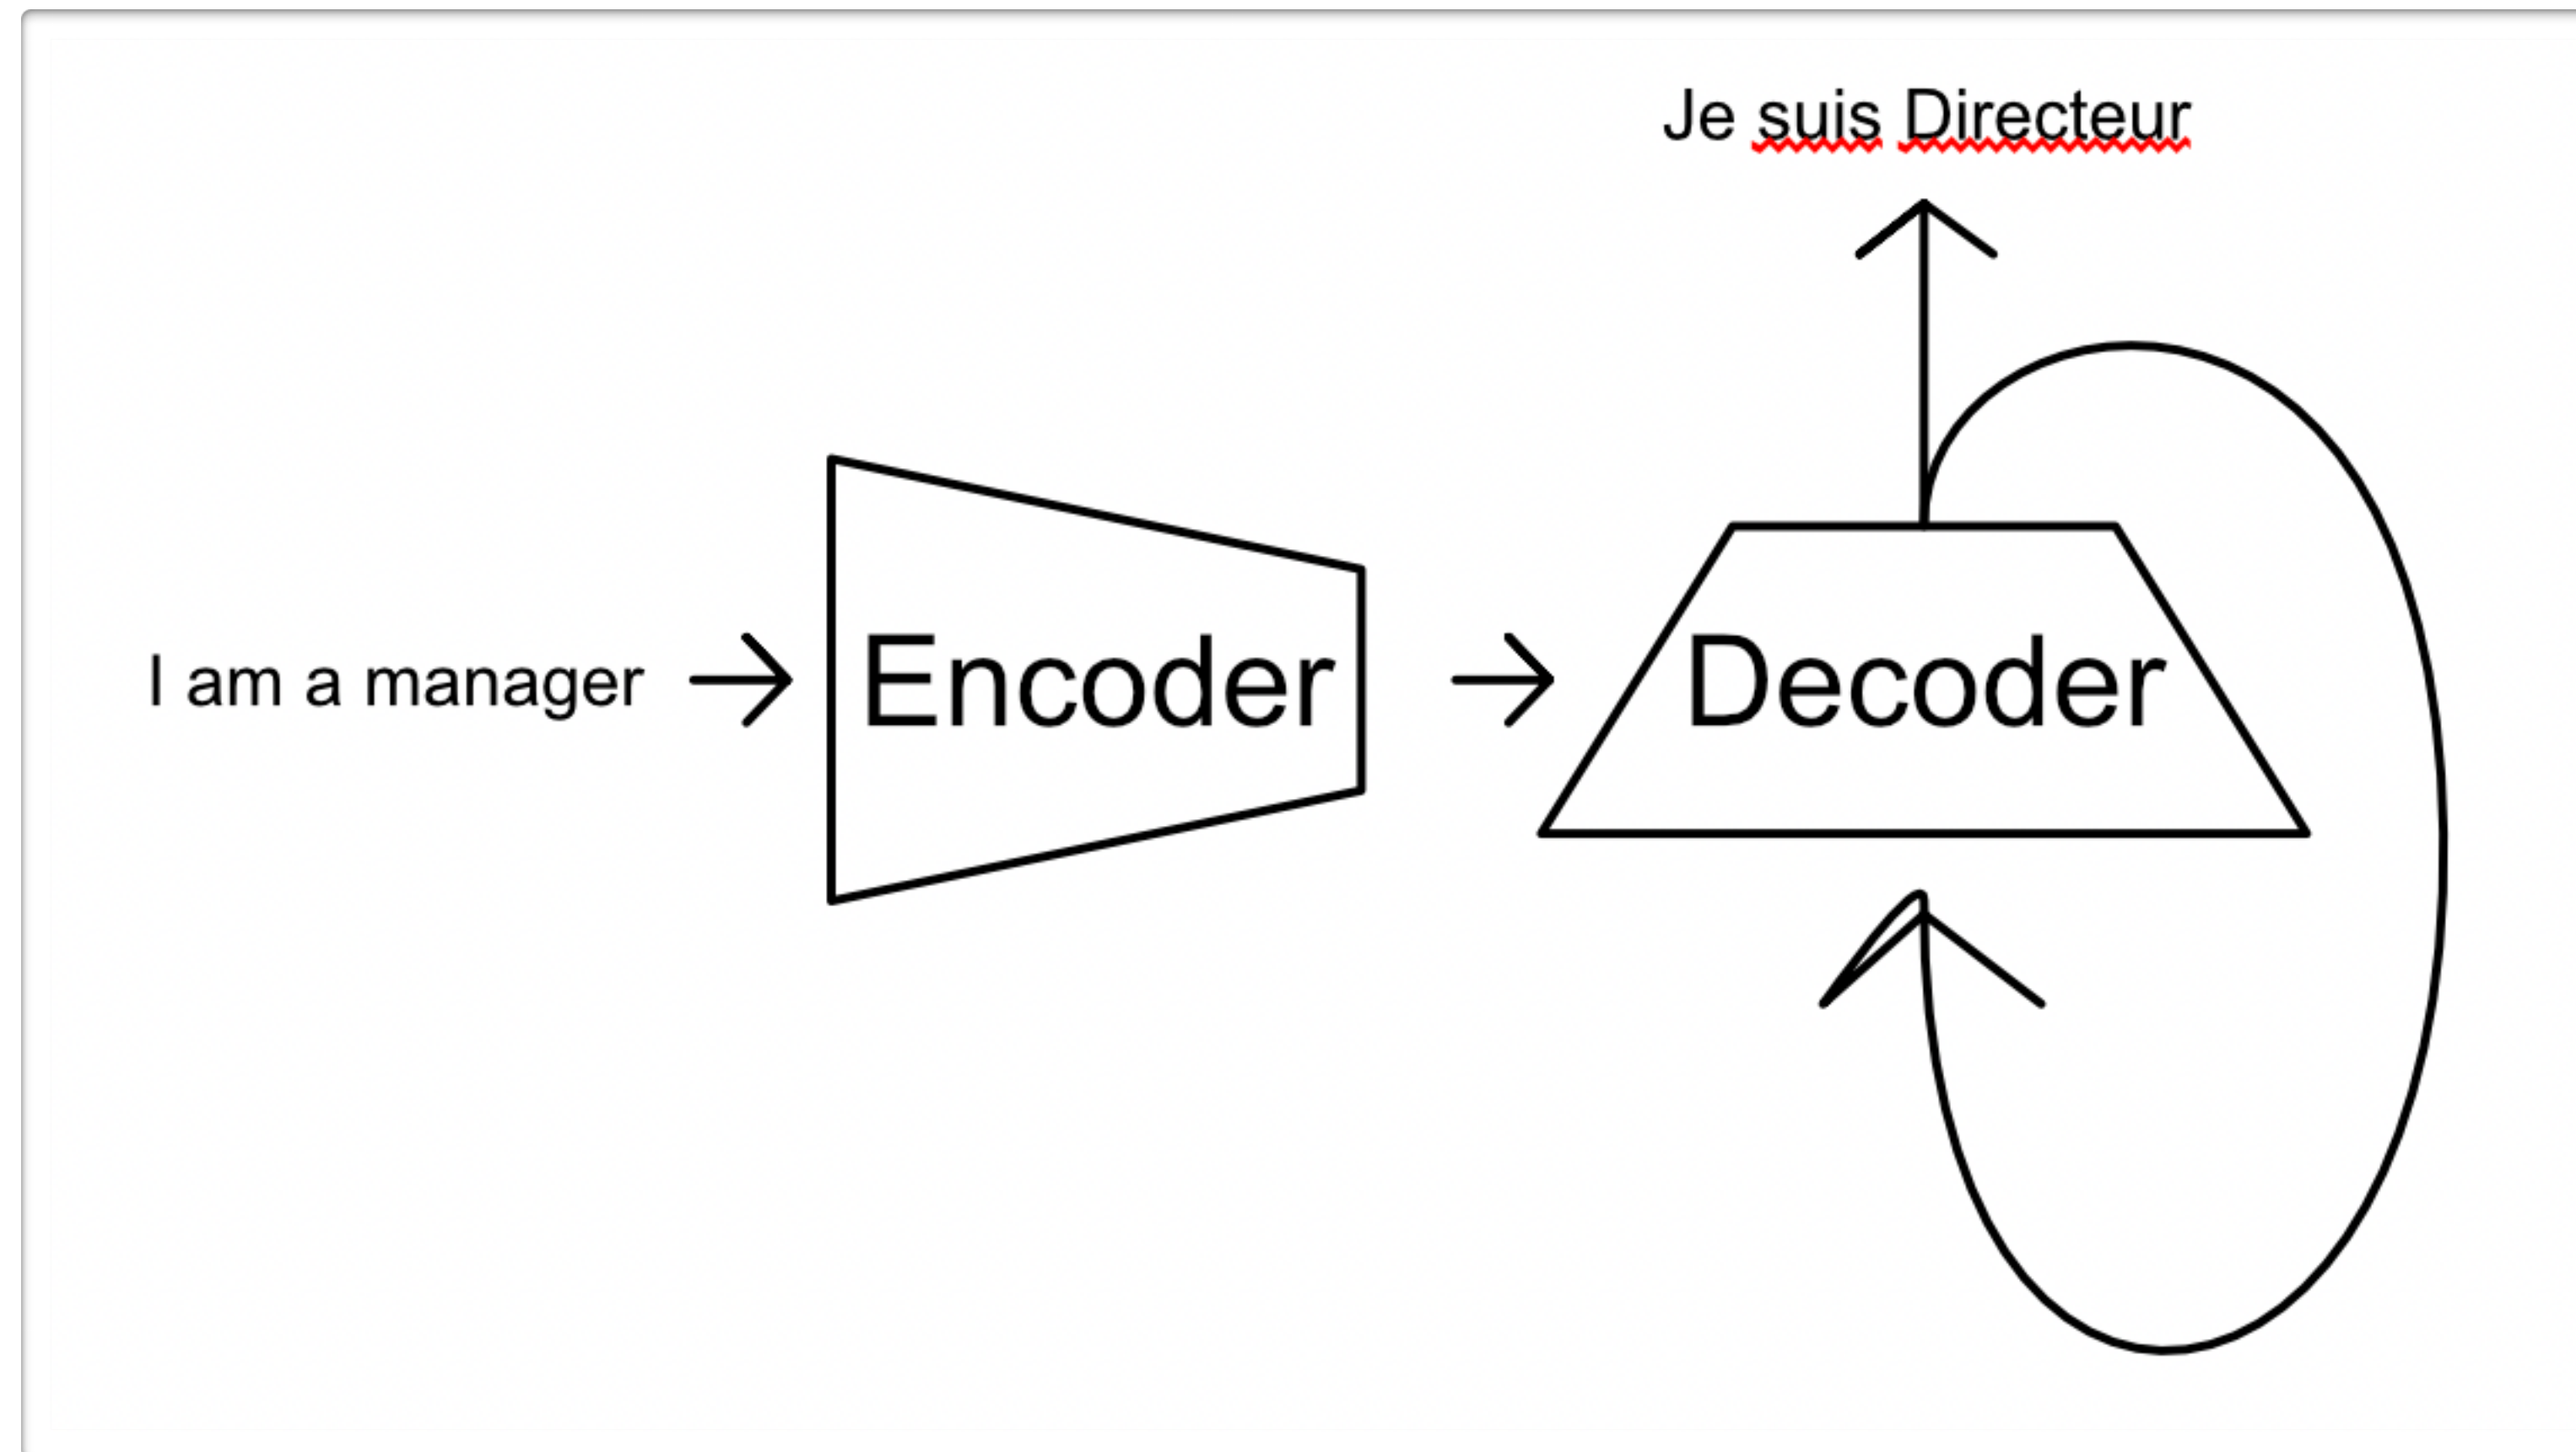 Je suis Directeur
I am a manager
Encoder
Decoder